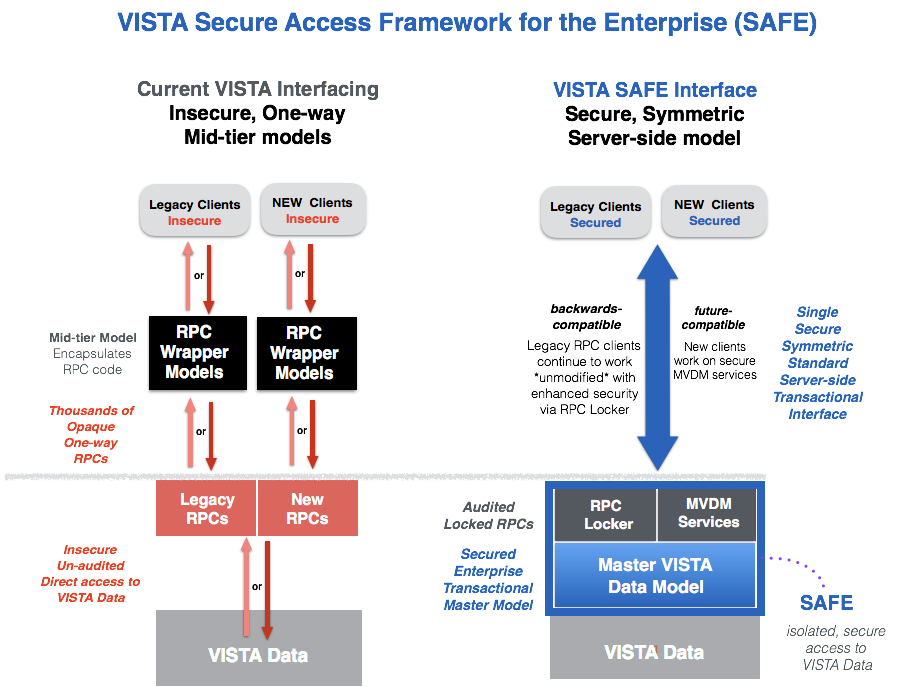 VISTA Secure Access Framework for the Enterprise (SAFE)
Current VISTA Interfacing
Insecure, One-way
Mid-tier models
Legacy Clients
Insecure
NEW Clients
Insecure
or
or
Mid-tier Model
Encapsulates
RPC code
RPC
Wrapper
Models
RPC
Wrapper
Models
Thousands of
Opaque
One-way
RPCs
or
or
Legacy
RPCs
New
RPCs
Insecure
Un-audited
Direct access to
VISTA Data
or
VISTA Data
VISTA SAFE Interface
Secure, Symmetric
Server-side model
Legacy Clients
Secured
NEW Clients
Secured
backwards-
compatible
Legacy RPC clients
continue to work
*unmodified* with
enhanced security
via RPC Locker
future-
compatible
New clients
work on secure
MVDM services
Single
Secure
Symmetric
Standard
Server-side
Transactional
Interface
Audited
Locked RPCs
RPC
Locker
MVDM
Services
Secured
Enterprise
Transactional
Master Model
Master VISTA
Data Model
SAFE
isolated, secure
access to
VISTA Data
VISTA Data